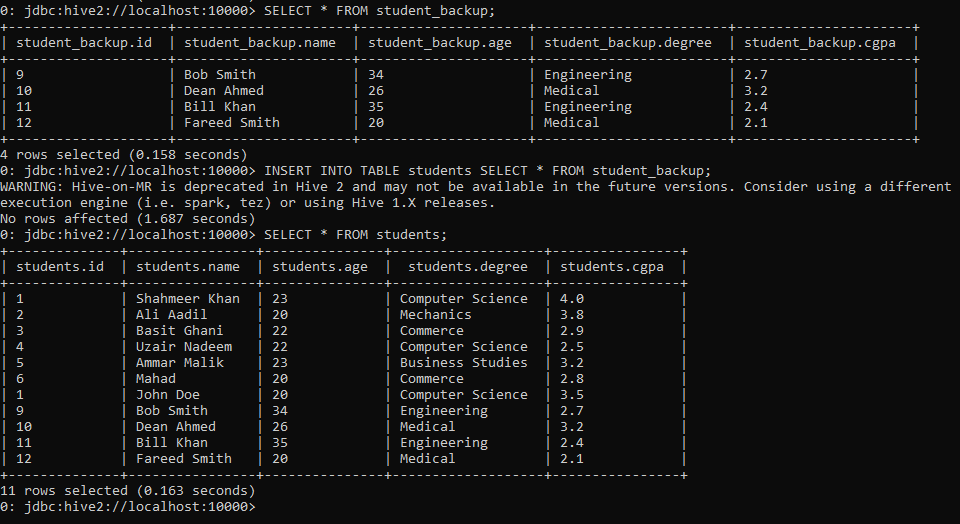 0: jdbc:hive2://localhost:10000> SELECT * FROM student_backup;
+--------------------+----------------------+---------------------+------------------------+----------------------+
| student_backup.id  | student_backup.name  | student_backup.age  | student_backup.degree  | student_backup.cgpa  |
+--------------------+----------------------+---------------------+------------------------+----------------------+
| 9                  | Bob Smith            | 34                  | Engineering            | 2.7                  |
| 10                 | Dean Ahmed           | 26                  | Medical                | 3.2                  |
| 11                 | Bill Khan            | 35                  | Engineering            | 2.4                  |
| 12                 | Fareed Smith         | 20                  | Medical                | 2.1                  |
+--------------------+----------------------+---------------------+------------------------+----------------------+
4 rows selected (0.158 seconds)
0: jdbc:hive2://localhost:10000> INSERT INTO TABLE students SELECT * FROM student_backup;
WARNING: Hive-on-MR is deprecated in Hive 2 and may not be available in the future versions. Consider using a different
execution engine (i.e. spark, tez) or using Hive 1.X releases.
No rows affected (1.687 seconds)
0: jdbc:hive2://localhost:10000> SELECT * FROM students;
+--------------+----------------+---------------+-------------------+----------------+
| students.id  | students.name  | students.age  |  students.degree  | students.cgpa  |
+--------------+----------------+---------------+-------------------+----------------+
| 1            | Shahmeer Khan  | 23            | Computer Science  | 4.0            |
| 2            | Ali Aadil      | 20            | Mechanics         | 3.8            |
| 3            | Basit Ghani    | 22            | Commerce          | 2.9            |
| 4            | Uzair Nadeem   | 22            | Computer Science  | 2.5            |
| 5            | Ammar Malik    | 23            | Business Studies  | 3.2            |
| 6            | Mahad          | 20            | Commerce          | 2.8            |
| 1            | John Doe       | 20            | Computer Science  | 3.5            |
| 9            | Bob Smith      | 34            | Engineering       | 2.7            |
| 10           | Dean Ahmed     | 26            | Medical           | 3.2            |
| 11           | Bill Khan      | 35            | Engineering       | 2.4            |
| 12           | Fareed Smith   | 20            | Medical           | 2.1            |
+--------------+----------------+---------------+-------------------+----------------+
11 rows selected (0.163 seconds)
0: jdbc:hive2://localhost:10000>